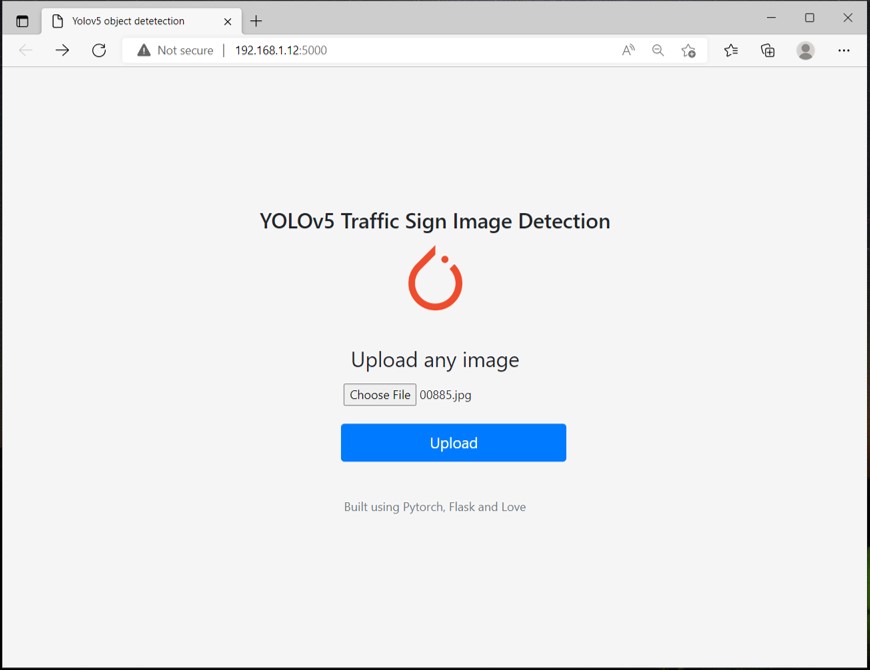 Yolov5 object detetection
Not secure | 192.168.1.12:5000
YOLOv5 Traffic Sign Image Detection
Upload any image
Choose File 00885.jpg
Upload
Built using Pytorch, Flask and Love